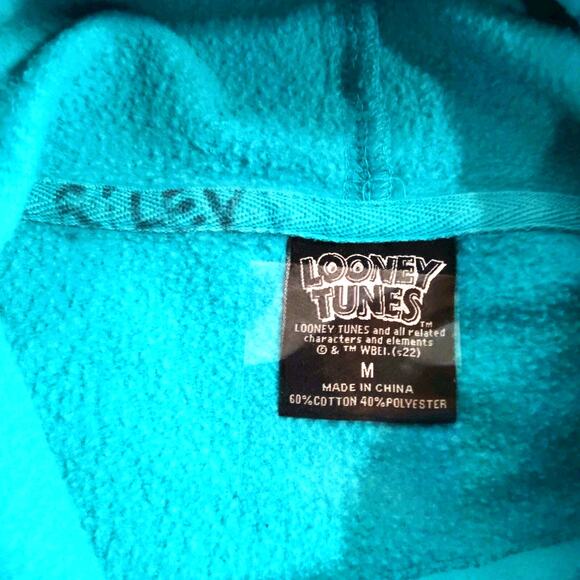 RiLEY
LOONEY
TUNES™
LOONEY TUNES and all related
characters and elements
© & ™ WBEI. (s22)
M
MADE IN CHINA
60%COTTON 40%POLYESTER